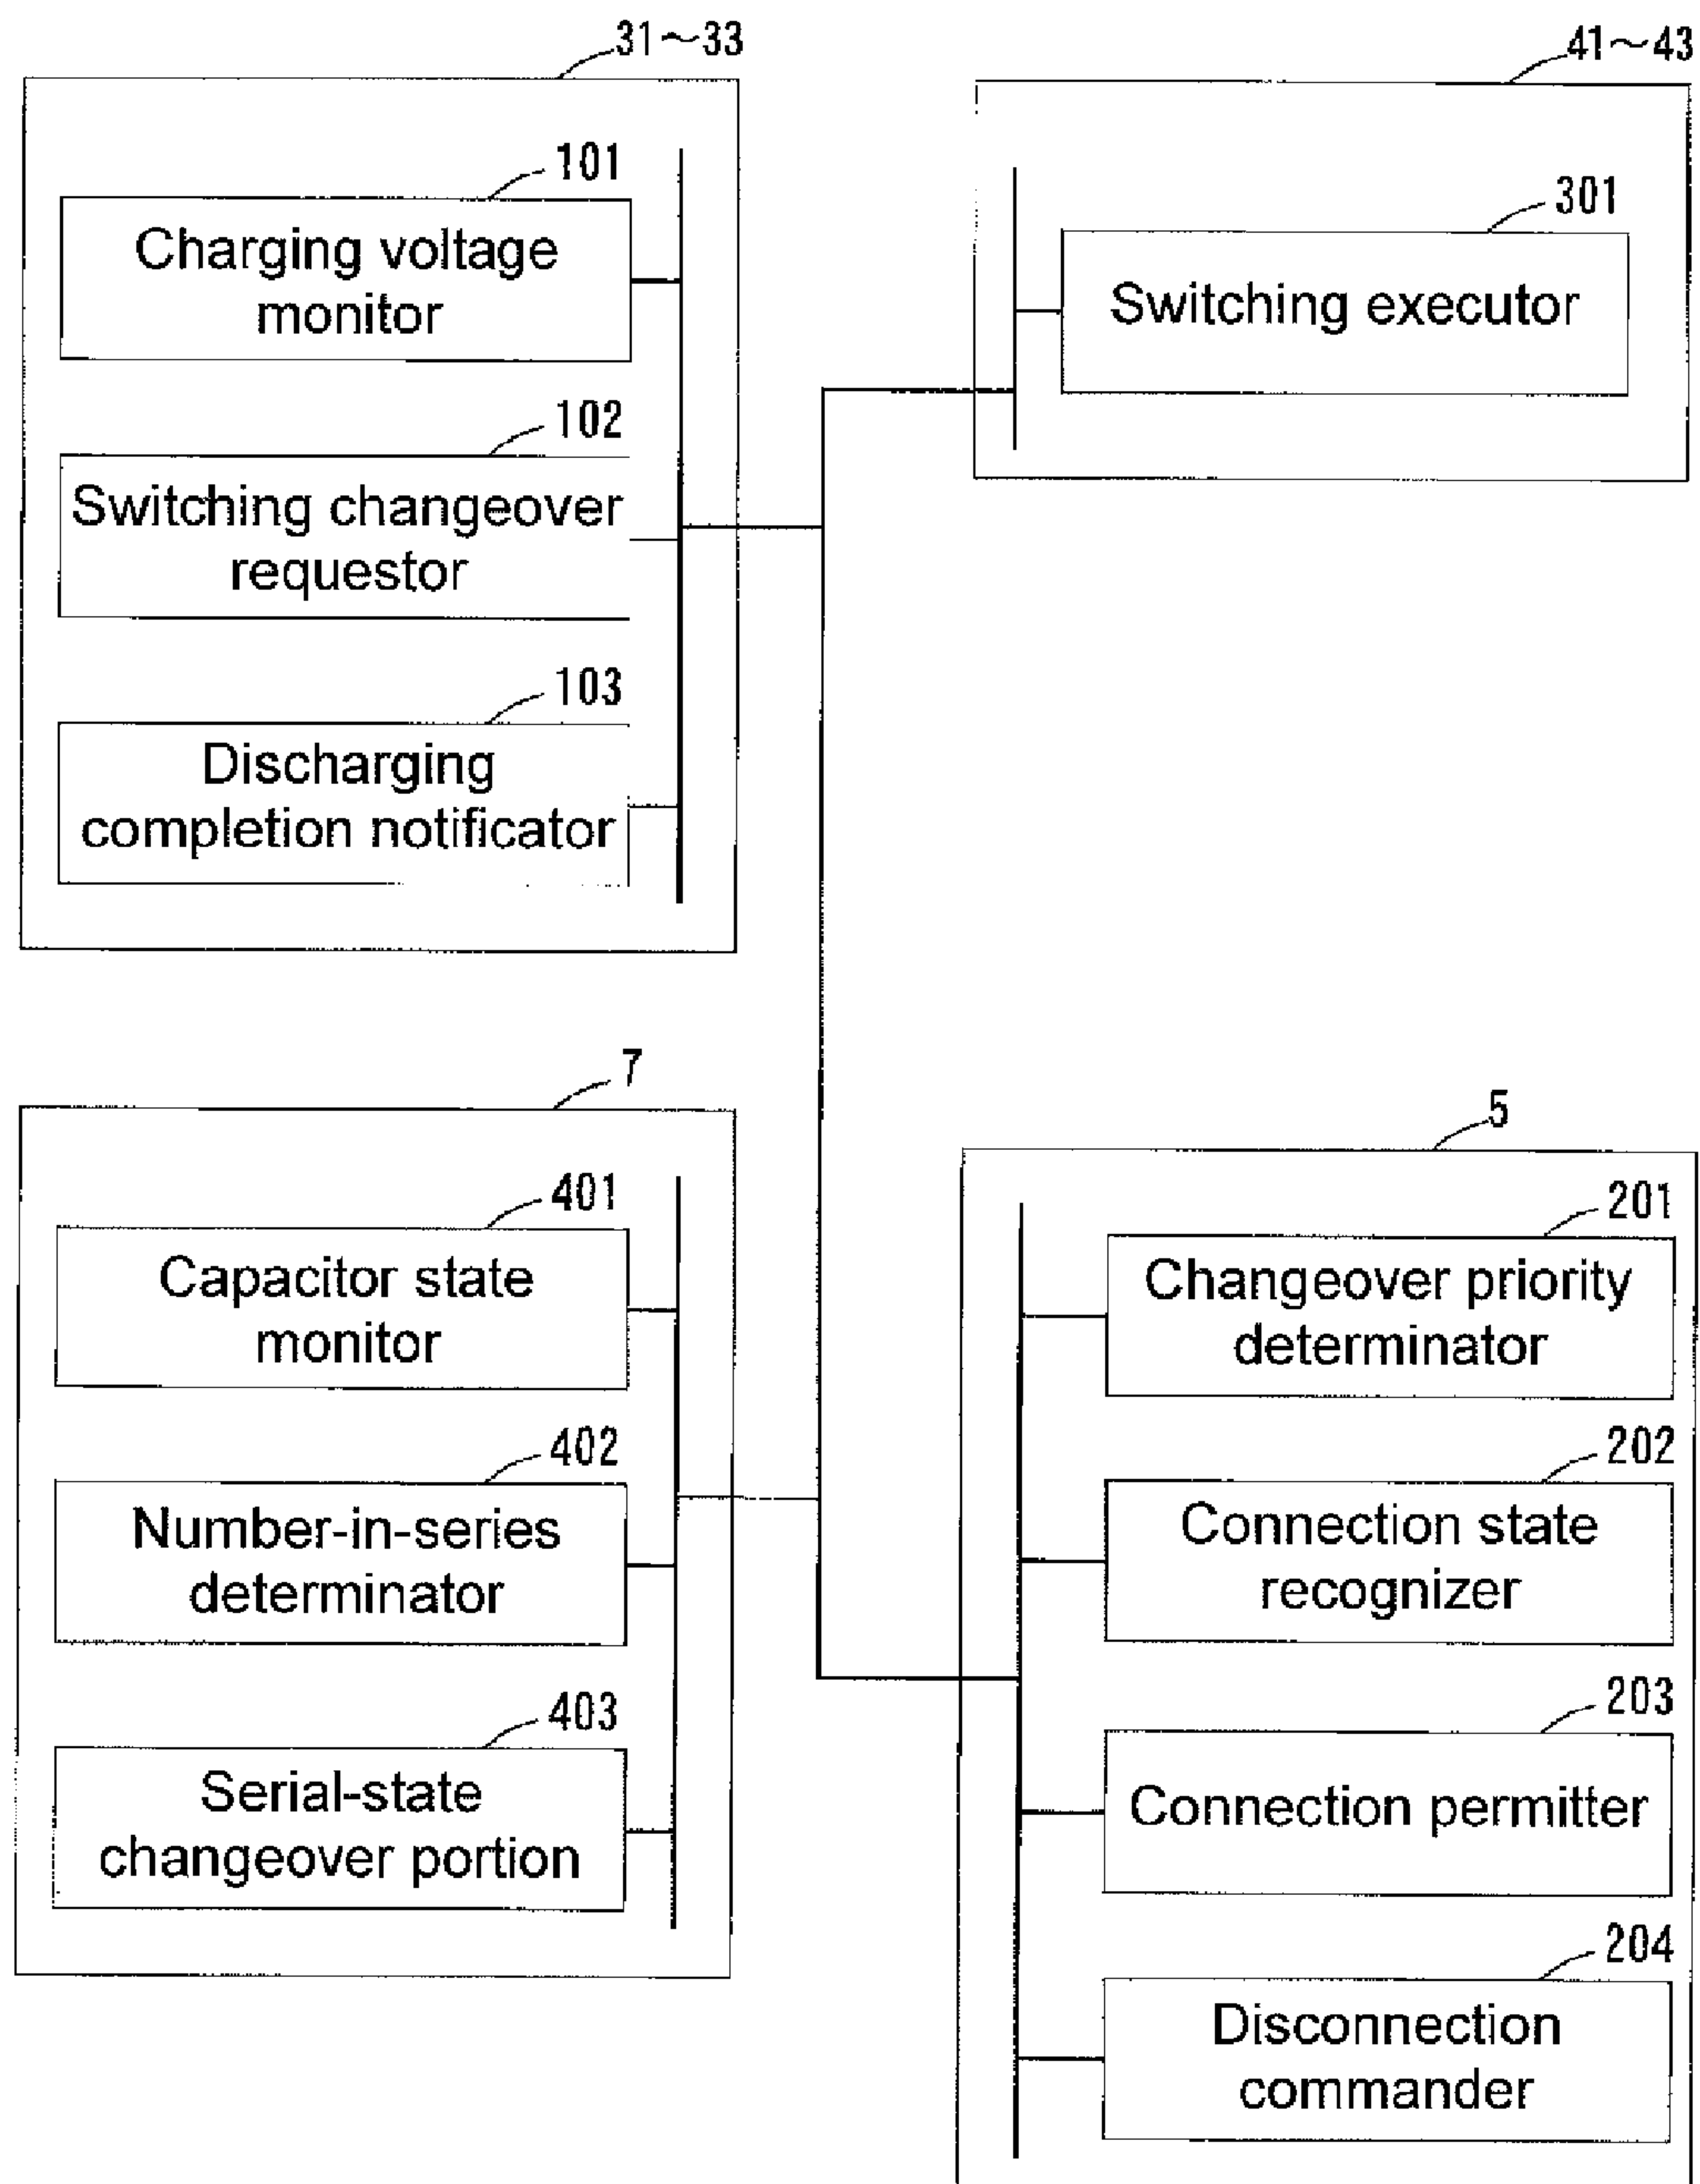 31～33
101
Charging voltage
monitor
102
Switching changeover
requestor
103
Discharging
completion notificator
41～43
301
Switching executor
7
401
Capacitor state
monitor
402
Number-in-series
determinator
403
Serial-state
changeover portion
5
201
Changeover priority
determinator
202
Connection state
recognizer
203
Connection permitter
204
Disconnection
commander